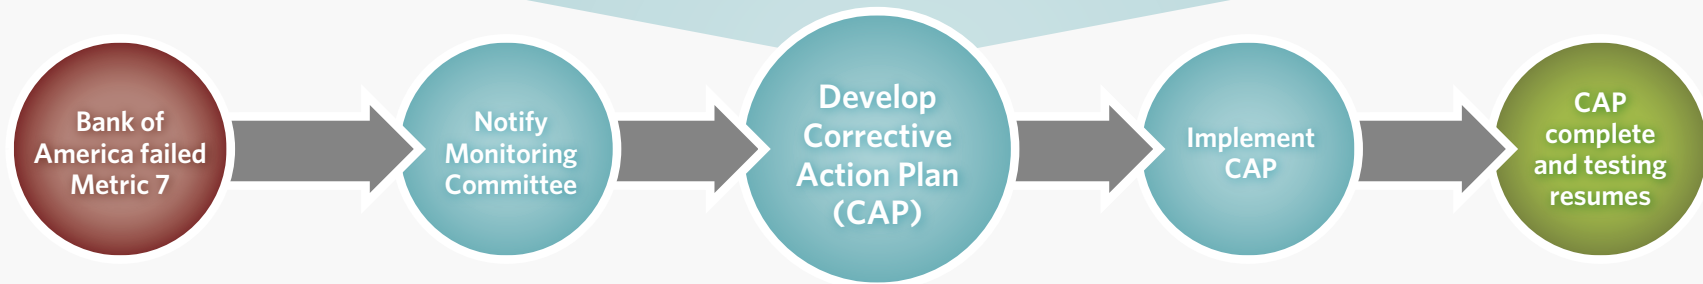 Bank of
America failed
Metric 7
Notify
Monitoring
Committee
Develop
Corrective
Action Plan
(CAP)
Implement
CAP
CAP
complete
and testing
resumes